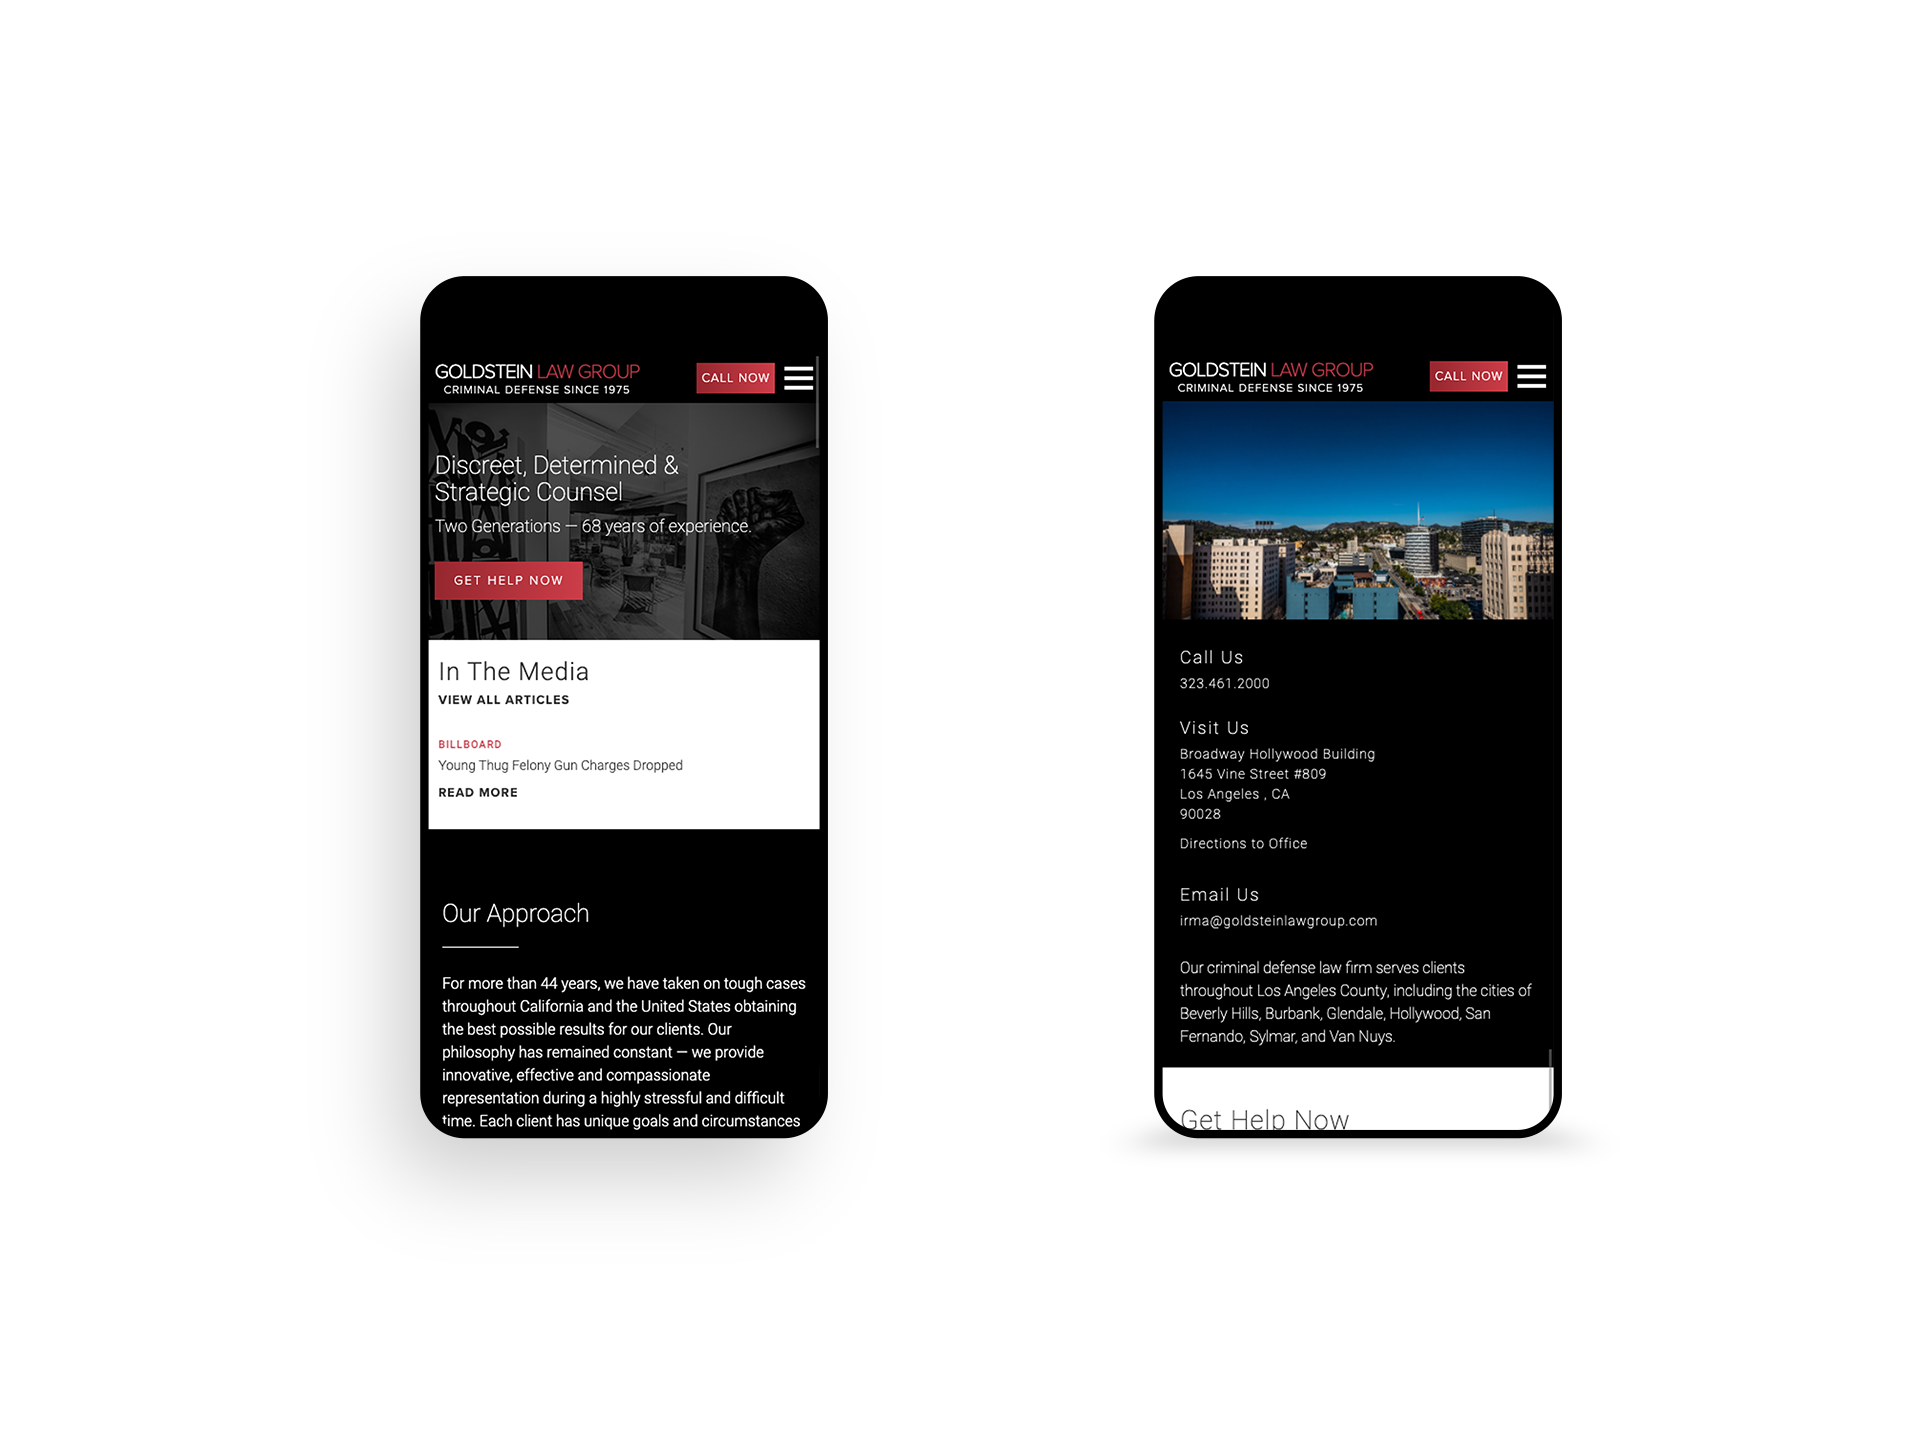 GOLDSTEIN LAW GROUP
CRIMINAL DEFENSE SINCE 1975
CALL NOW
Discreet, Determined &
Strategic Counsel
Two Generations — 68 years of experience.
GET HELP NOW
In The Media
VIEW ALL ARTICLES
BILLBOARD
Young Thug Felony Gun Charges Dropped
READ MORE
Our Approach
For more than 44 years, we have taken on tough cases
throughout California and the United States obtaining
the best possible results for our clients. Our
philosophy has remained constant — we provide
innovative, effective and compassionate
representation during a highly stressful and difficult
time. Each client has unique goals and circumstances
GOLDSTEIN LAW GROUP
CRIMINAL DEFENSE SINCE 1975
CALL NOW
Call Us
323.461.2000
Visit Us
Broadway Hollywood Building
1645 Vine Street #809
Los Angeles , CA
90028
Directions to Office
Email Us
irma@goldsteinlawgroup.com
Our criminal defense law firm serves clients
throughout Los Angeles County, including the cities of
Beverly Hills, Burbank, Glendale, Hollywood, San
Fernando, Sylmar, and Van Nuys.
Get Help Now